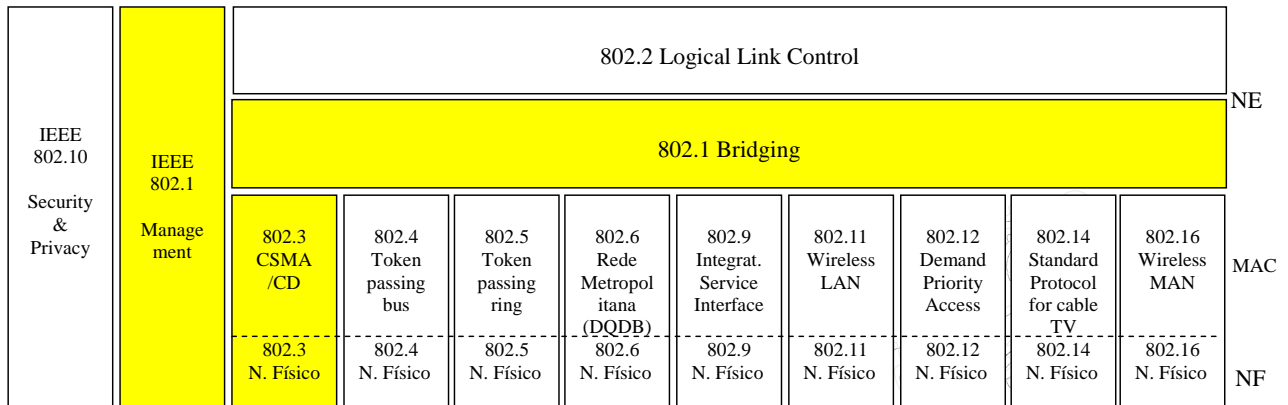 802.2 Logical Link Control
NE
802.1 Bridging
IEEE
802.10
Security
&
Privacy
IEEE
802.1
Manage
ment
802.3
CSMA
/CD
802.4
Token
passing
bus
802.5
Token
passing
ring
802.6
Rede
Metropol
itana
(DQDB)
802.9
Integrat.
Service
Interface
802.11
Wireless
LAN
802.12
Demand
Priority
Access
802.14
Standard
Protocol
for cable
TV
802.16
Wireless
MAN
MAC
802.3
N. Físico
802.4
N. Físico
802.5
N. Físico
802.6
N. Físico
802.9
N. Físico
802.11
N. Físico
802.12
N. Físico
802.14
N. Físico
802.16
N. Físico
NF